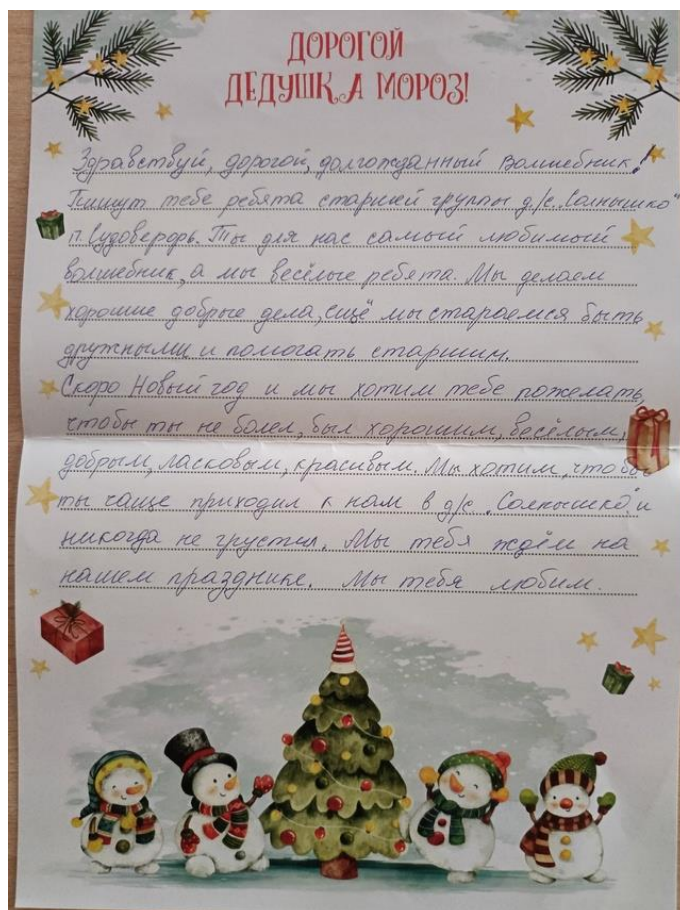 ДОРОГОЙ
ДЕДУШКА МОРОЗ!
Здравствуй, дорогой, долгожданный волшебник!
Пишут тебе ребята старшей группы д/с „Солнышко"
п. Судоверфь. Ты для нас самый любимый
волшебник, а мы весёлые ребята. Мы делаем
хорошие добрые дела, ещё мы стараемся быть
дружными и помогать старшим.
Скоро Новый год и мы хотим тебе пожелать,
чтобы ты не болел, был хорошим, весёлым,
добрым, ласковым, красивым. Мы хотим, чтобы
ты чаще приходил к нам в д/с „Солнышко" и
никогда не грустил. Мы тебя ждём на
нашем празднике. Мы тебя любим.